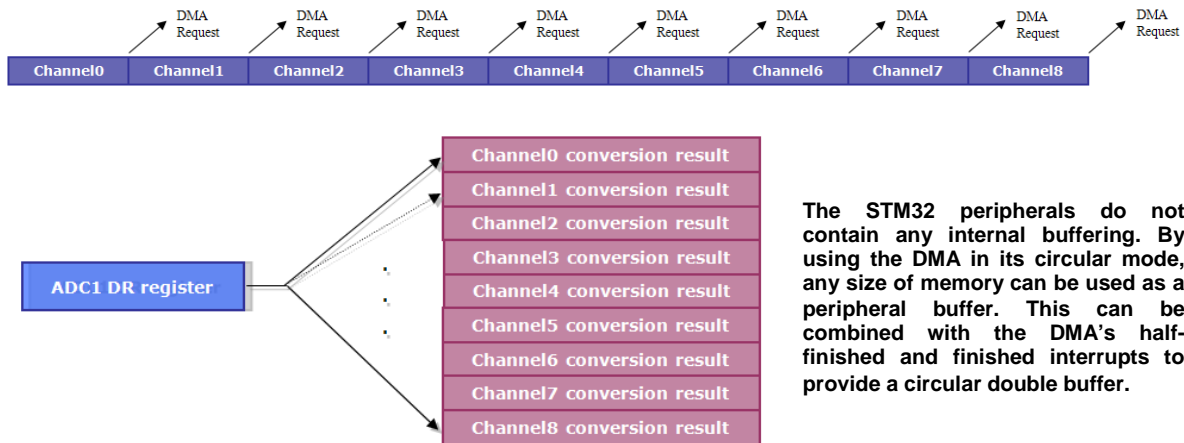 DMA
Request
DMA
Request
DMA
Request
DMA
Request
DMA
Request
DMA
Request
DMA
Request
DMA
Request
DMA
Request
Channel0
Channel1
Channel2
Channel3
Channel4
Channel5
Channel6
Channel7
Channel8
ADC1 DR register
Channel0 conversion result
Channel1 conversion result
Channel2 conversion result
Channel3 conversion result
Channel4 conversion result
Channel5 conversion result
Channel6 conversion result
Channel7 conversion result
Channel8 conversion result
The STM32 peripherals do not
contain any internal buffering. By
using the DMA in its circular mode,
any size of memory can be used as a
peripheral buffer. This can be
combined with the DMA’s half-
finished and finished interrupts to
provide a circular double buffer.